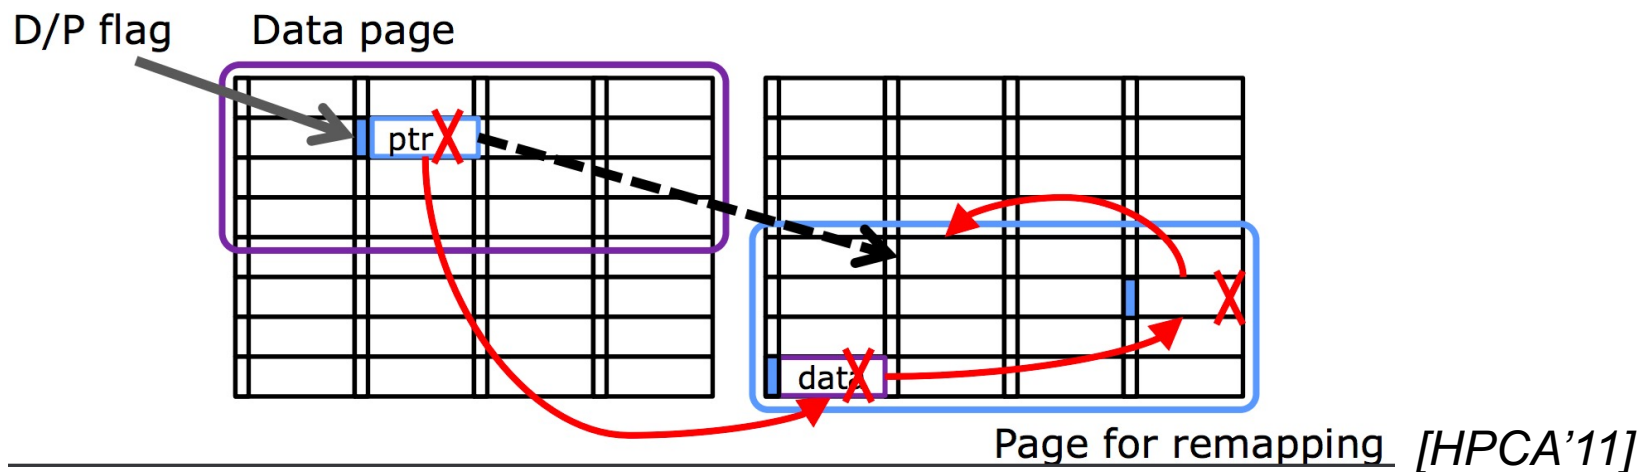 D/P flag Data page
ptr
data
Page for remapping [HPCA’11]